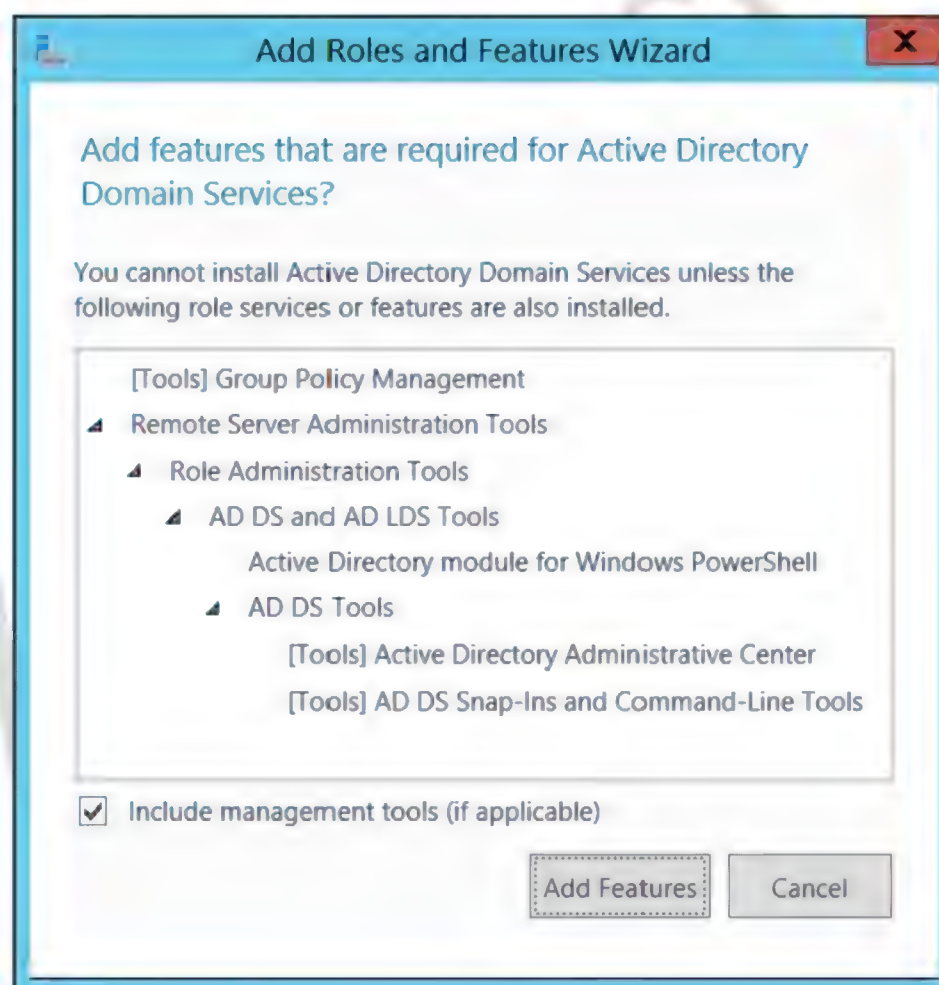 Add Roles and Features Wizard
X
Add features that are required for Active Directory
Domain Services?
You cannot install Active Directory Domain Services unless the
following role services or features are also installed.
[Tools] Group Policy Management
Remote Server Administration Tools
Role Administration Tools
AD DS and AD LDS Tools
Active Directory module for Windows PowerShell
AD DS Tools
[Tools] Active Directory Administrative Center
[Tools] AD DS Snap-Ins and Command-Line Tools
Include management tools (if applicable)
Add Features Cancel